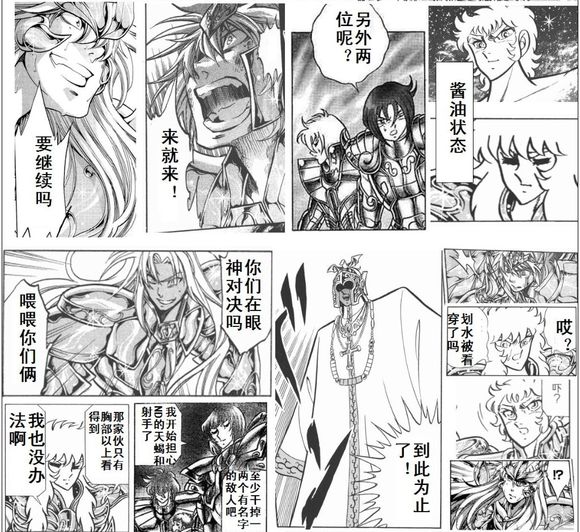 要继续吗
来就来！
另外两
位呢？
酱油状态
喂喂你们俩
你们在眼
神对决吗
我也没办
法啊
那家伙只有
胸部以上看
得到
我开始担心
ND的天蝎和
射手了
至少干掉一
两个有名字
的敌人吧
到此为止
了！
哎？
划水被看
穿了吗
吓？
!?